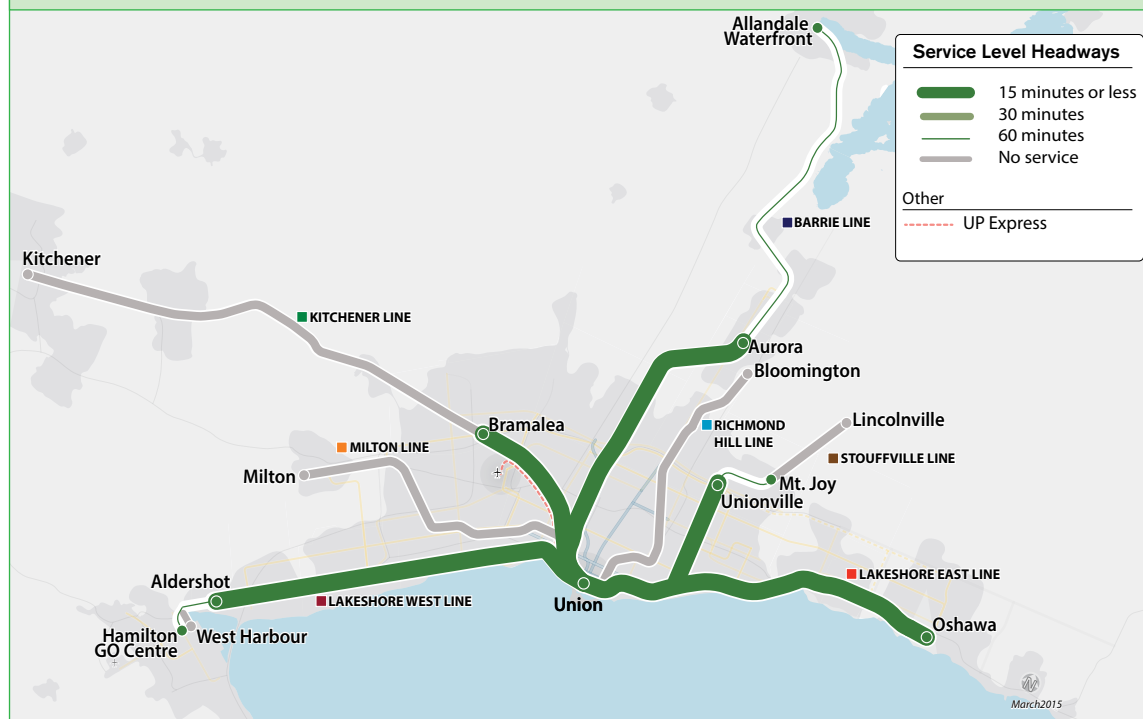 Allandale
Waterfront
Service Level Headways
15 minutes or less
30 minutes
60 minutes
No service
Other
UP Express
BARRIE LINE
Kitchener
KITCHENER LINE
Aurora
Bloomington
Bramalea
RICHMOND
HILL LINE
Lincolnville
MILTON LINE
STOUFFVILLE LINE
Milton
Mt. Joy
Unionville
Aldershot
LAKESHORE EAST LINE
LAKESHORE WEST LINE
Union
Oshawa
Hamilton
GO Centre
West Harbour
March2015